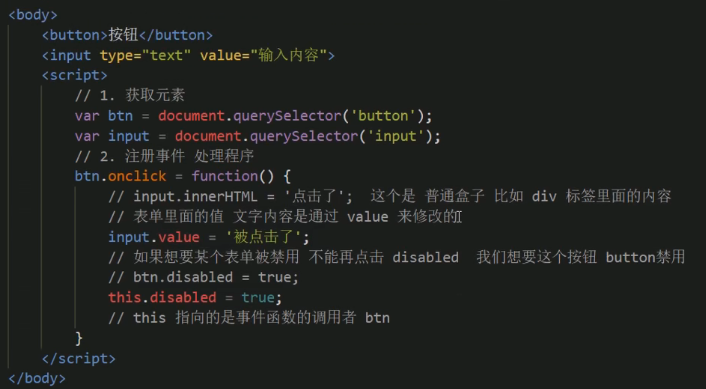 <body>
<button>按钮</button>
<input type="text" value="输入内容">
<script>
// 1. 获取元素
var btn = document.querySelector('button');
var input = document.querySelector('input');
// 2. 注册事件 处理程序
btn.onclick = function() {
// input.innerHTML = '点击了'; 这个是 普通盒子 比如 div 标签里面的内容
// 表单里面的值 文字内容是通过 value 来修改的
input.value = '被点击了';
// 如果想要某个表单被禁用 不能再点击 disabled 我们想要这个按钮 button禁用
// btn.disabled = true;
this.disabled = true;
// this 指向的是事件函数的调用者 btn
}
</script>
</body>